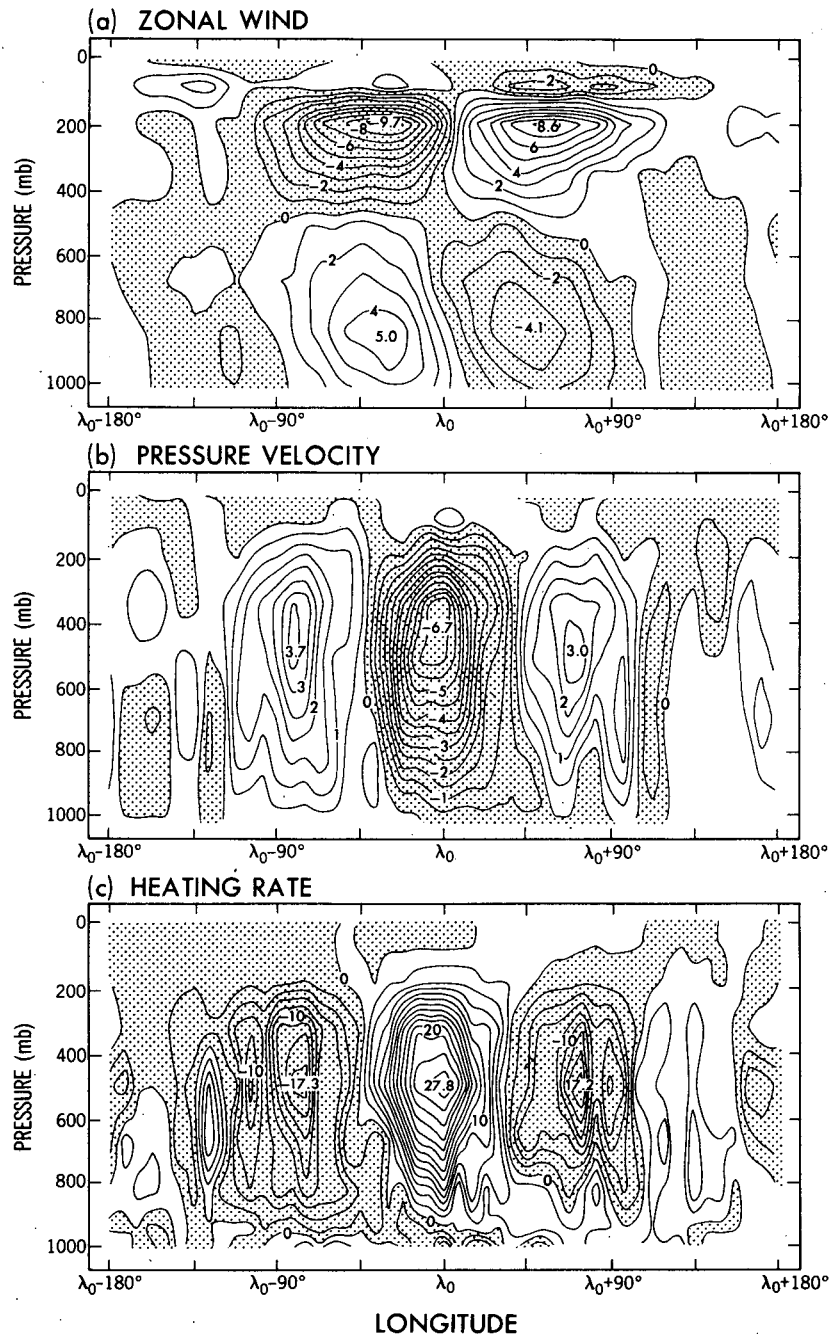 (a) ZONAL WIND
PRESSURE (mb)
0
200
400
600
800
1000
0
-2
-9.7
-8
-6
-4
-2
0
-8.6
6
4
2
0
2
4
5.0
-2
-4.1
λ₀-180°
λ₀-90°
λ₀
λ₀+90°
λ₀+180°
(b) PRESSURE VELOCITY
PRESSURE (mb)
0
200
400
600
800
1000
3.7
3
2
1
0
-6.7
-5
-4
-3
-2
-1
3.0
2
1
0
λ₀-180°
λ₀-90°
λ₀
λ₀+90°
λ₀+180°
(c) HEATING RATE
PRESSURE (mb)
0
200
400
600
800
1000
0
-10
-10
-17.3
0
20
27.8
10
0
-10
0
λ₀-180°
λ₀-90°
λ₀
λ₀+90°
λ₀+180°
LONGITUDE